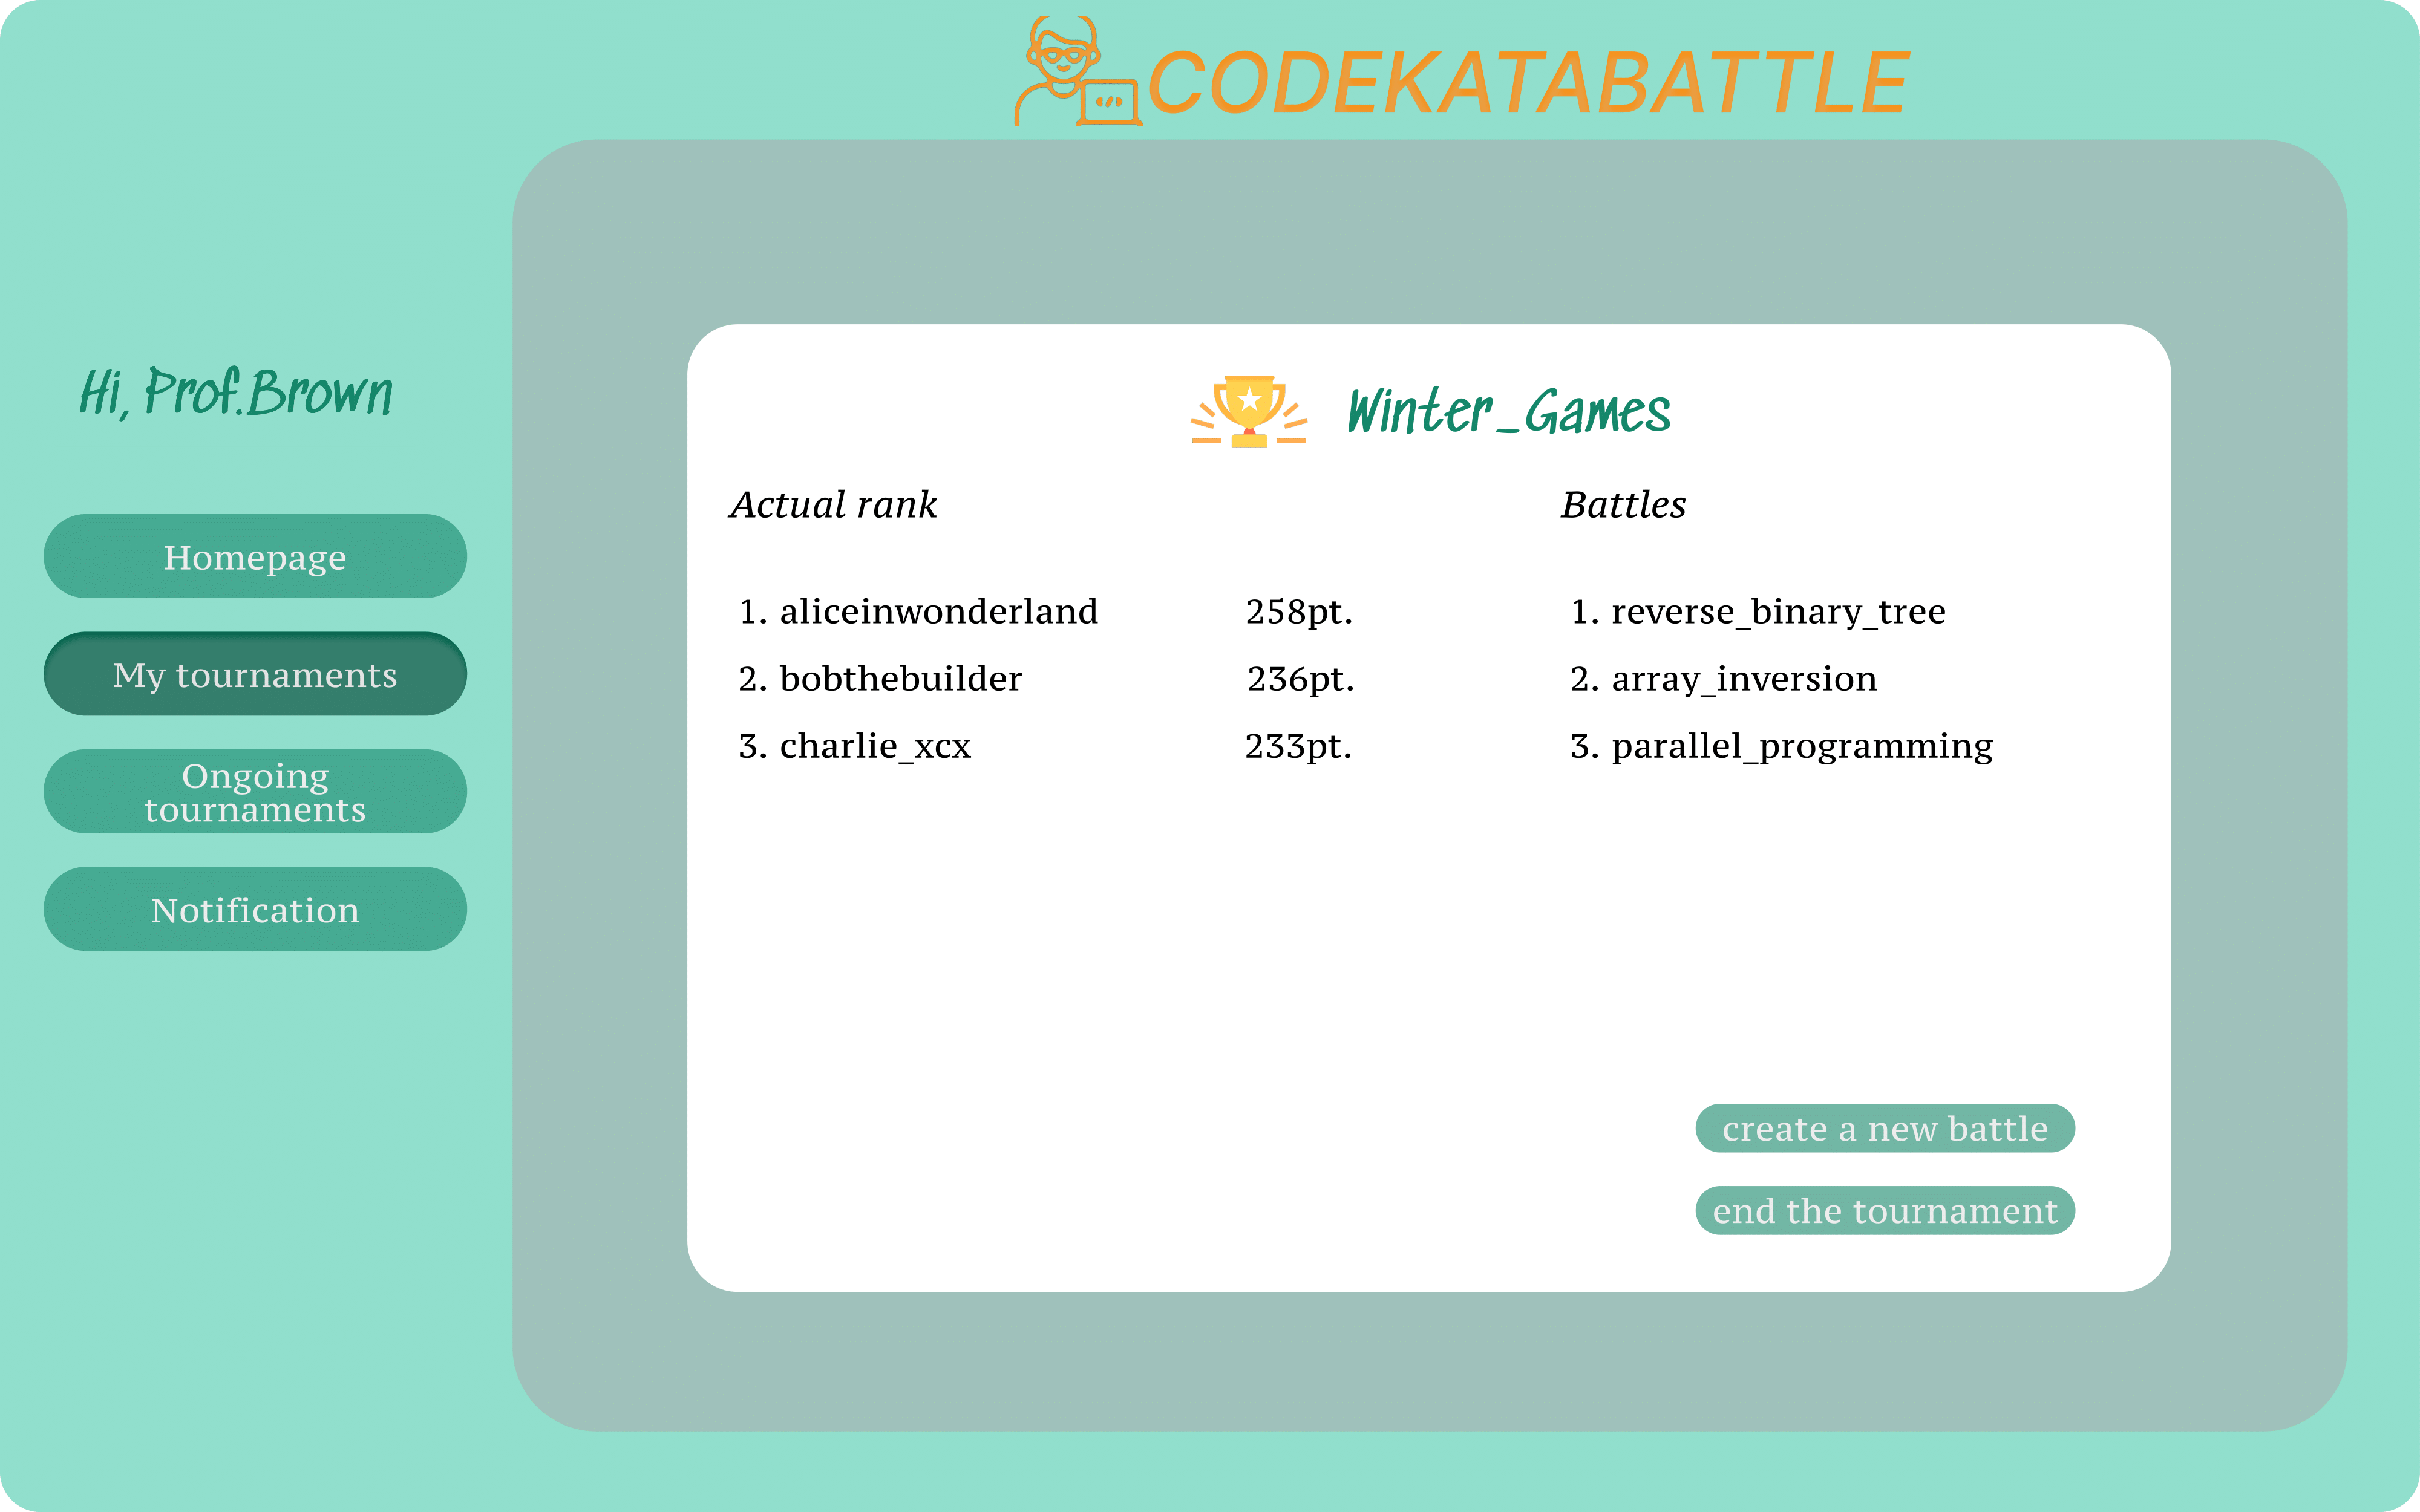 CODEKATABATTLE
Hi, Prof.Brown
Homepage
My tournaments
Ongoing
tournaments
Notification
Winter_Games
Actual rank
1. aliceinwonderland 258pt.
2. bobthebuilder 236pt.
3. charlie_xcx 233pt.
Battles
1. reverse_binary_tree
2. array_inversion
3. parallel_programming
create a new battle
end the tournament